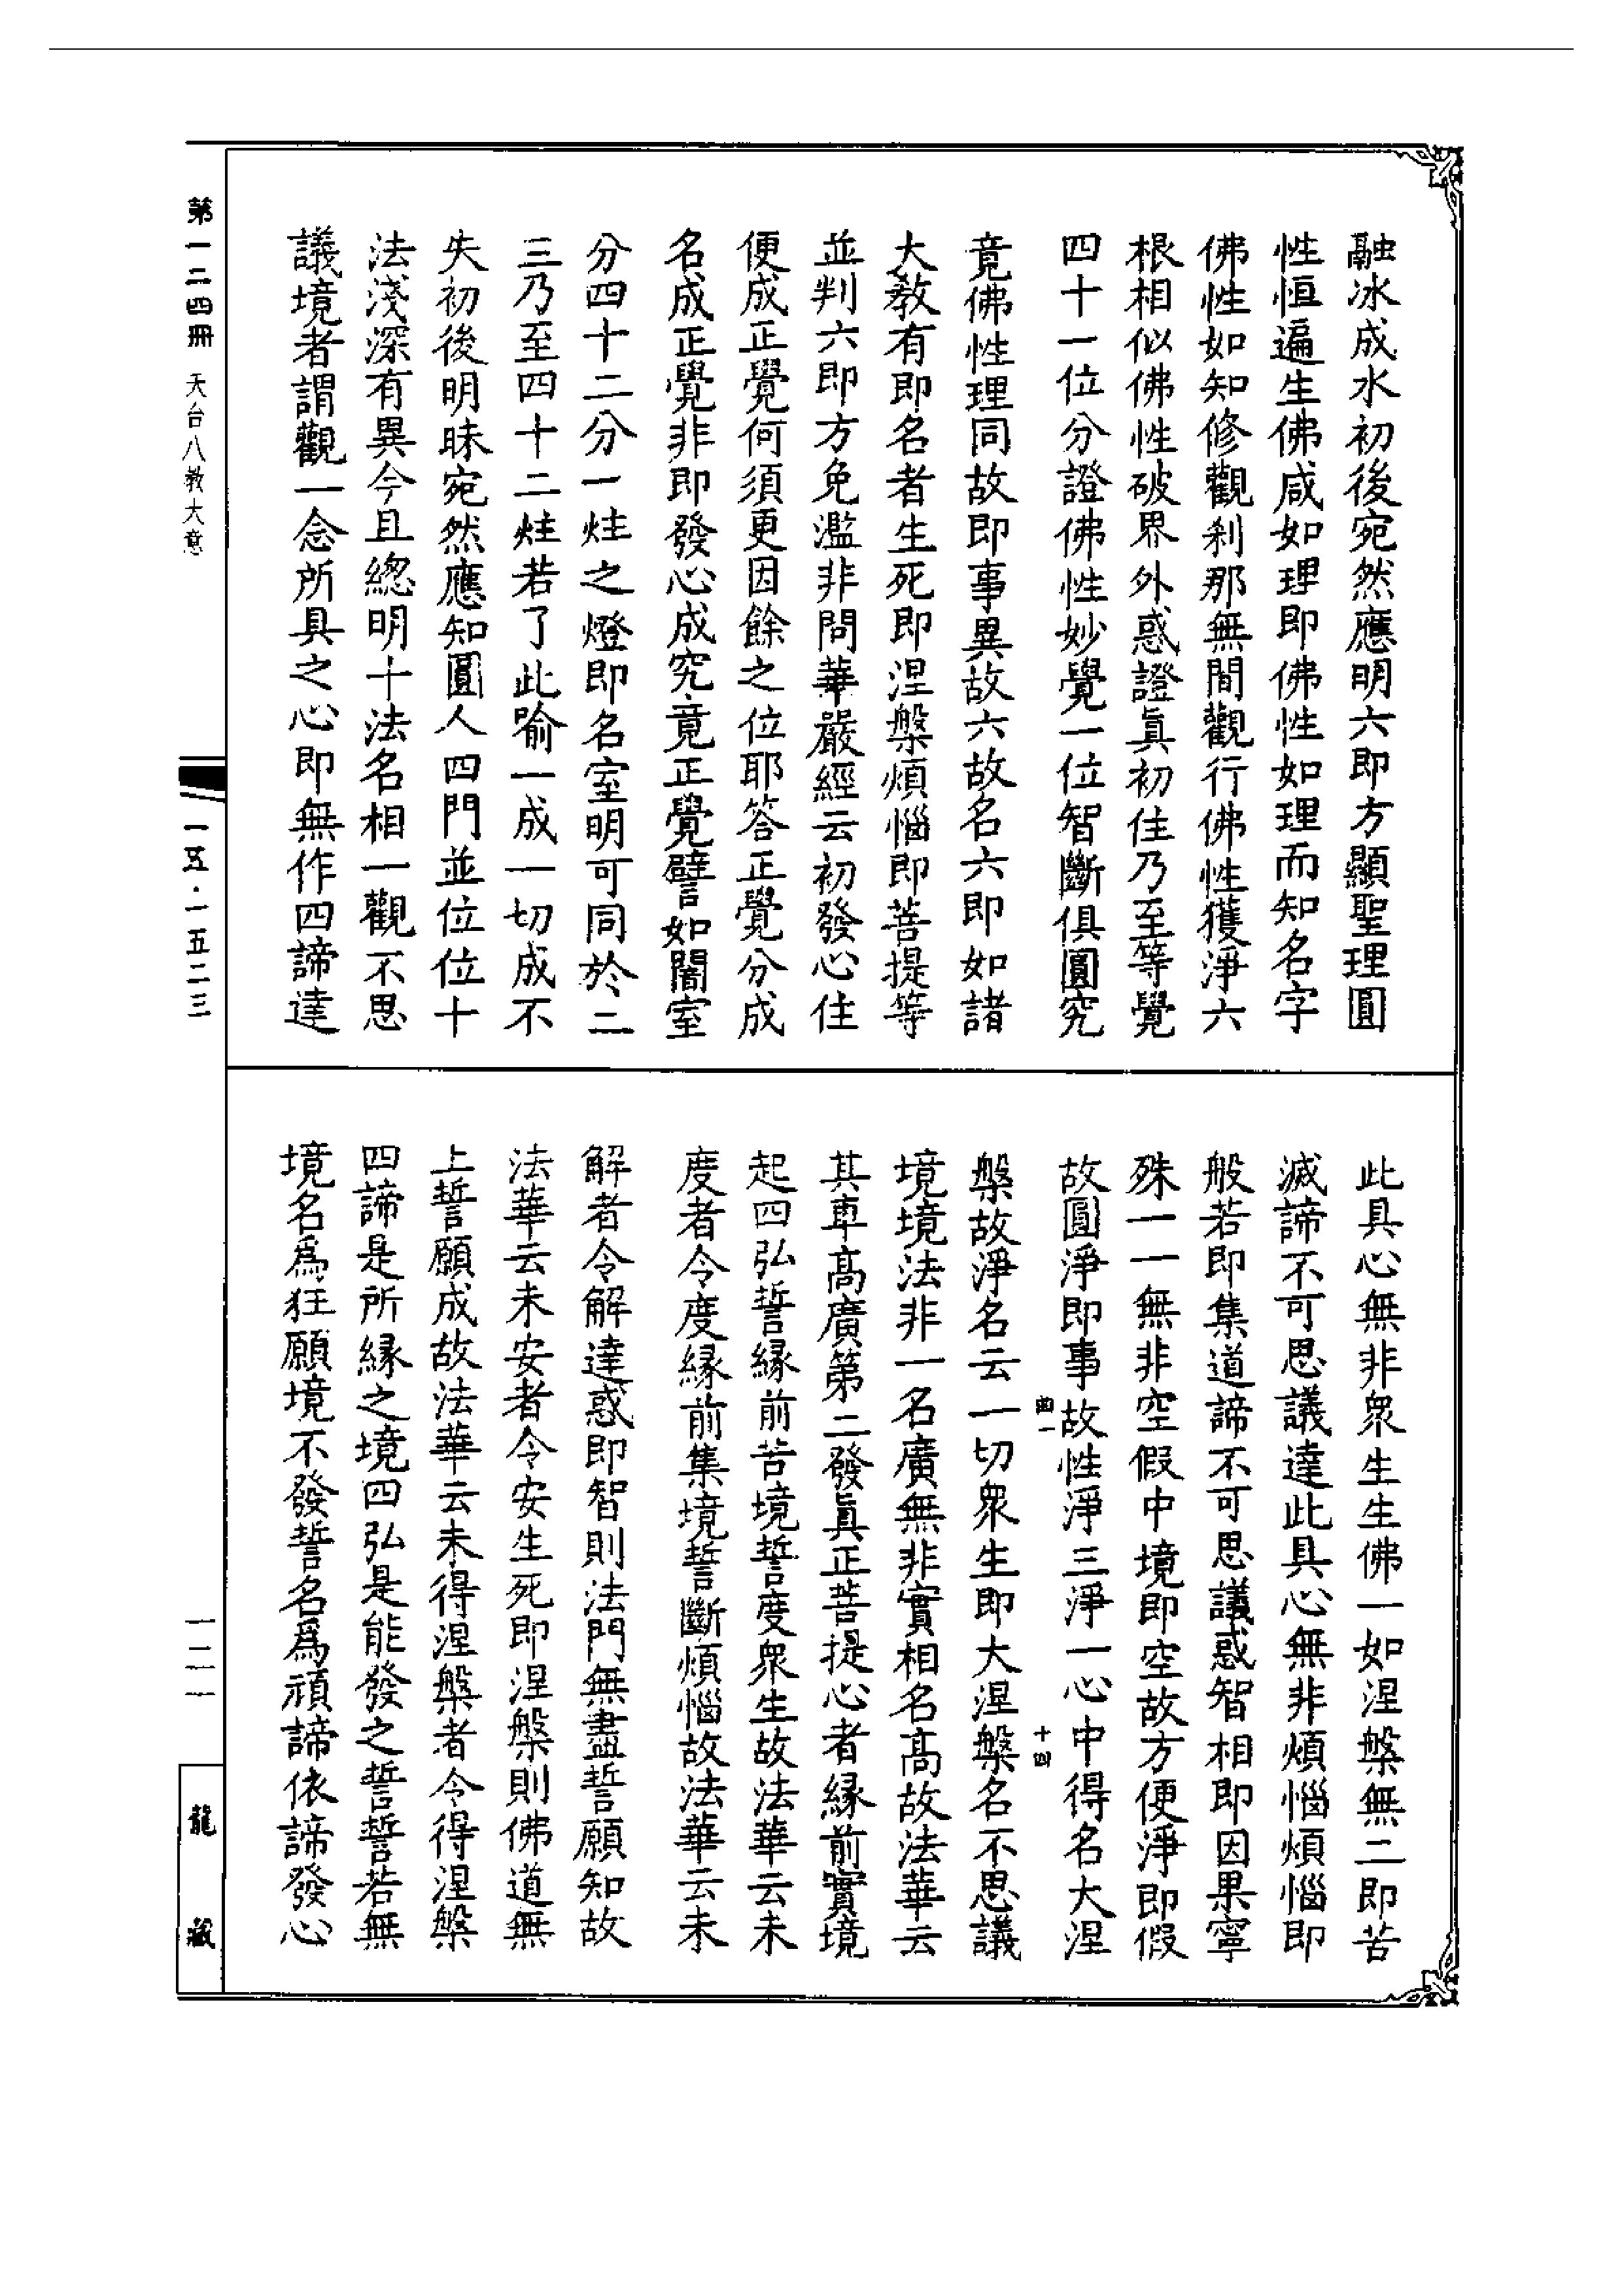 融冰成水初後宛然應明六即方顯聖理圓
性恒遍生佛咸如理即佛性如理而知名字
佛性如知修觀剎那無間觀行佛性獲淨六
根相似佛性破界外惑證眞初住乃至等覺
四十一位分證佛性妙覺一位智斷俱圓究
竟佛性理同故即事異故六故名六即如諸
大教有即名者生死即涅槃煩惱即菩提等
並判六即方免濫非問華嚴經云初發心住
便成正覺何須更因餘之位耶答正覺分成
名成正覺非即發心成究竟正覺譬如闇室
分四十二分一炷之燈即名室明可同於二
三乃至四十二炷若了此喻一成一切成不
失初後明昧宛然應知圓人四門並位位十
法淺深有異今且總明十法名相一觀不思
議境者謂觀一念所具之心即無作四諦達
此具心無非衆生生佛一如涅槃無二即苦
滅諦不可思議達此具心無非煩惱煩惱即
般若即集道諦不可思議惑智相即因果寧
殊一一無非空假中境即空故方便淨即假
故圓淨即事故性淨三淨一心中得名大涅
槃故淨名云一切衆生即大涅槃名不思議
境境法非一名廣無非實相名高故法華云
其車高廣第二發眞正菩提心者緣前實境
起四弘誓緣前苦境誓度衆生故法華云未
度者令度緣前集境誓斷煩惱故法華云未
解者令解達惑即智則法門無盡誓願知故
法華云未安者令安生死即涅槃則佛道無
上誓願成故法華云未得涅槃者令得涅槃
四諦是所緣之境四弘是能發之誓誓若無
境名爲狂願境不發誓名爲頑諦依諦發心
第一二四冊 天台八教大意
一五·一五二三
一二一
龍藏
十四